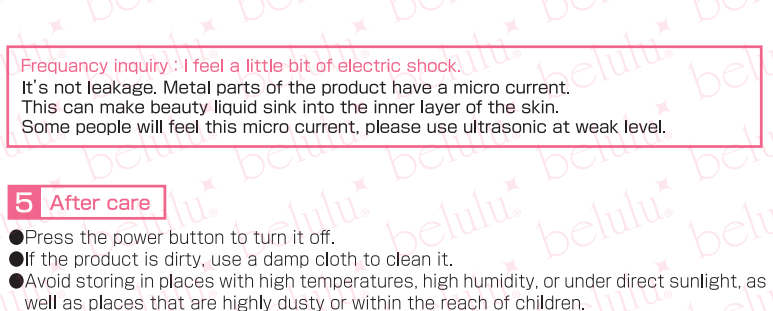 Frequancy inquiry : I feel a little bit of electric shock.
It's not leakage. Metal parts of the product have a micro current.
This can make beauty liquid sink into the inner layer of the skin.
Some people will feel this micro current, please use ultrasonic at weak level.
5 After care
●Press the power button to turn it off.
●If the product is dirty, use a damp cloth to clean it.
●Avoid storing in places with high temperatures, high humidity, or under direct sunlight, as
well as places that are highly dusty or within the reach of children.